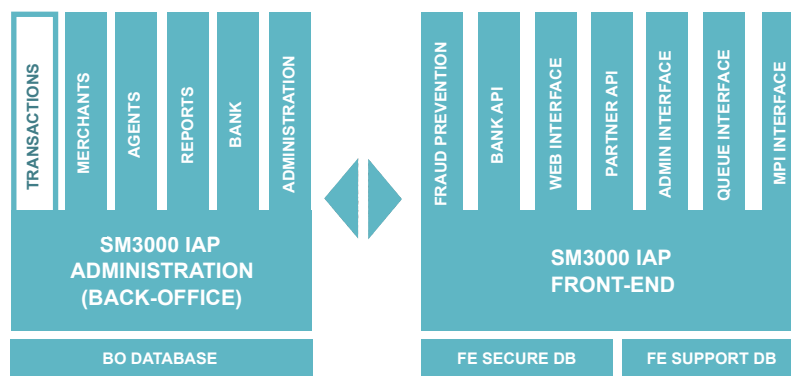 TRANSACTIONS
MERCHANTS
AGENTS
REPORTS
BANK
ADMINISTRATION
SM3000 IAP
ADMINISTRATION
(BACK-OFFICE)
BO DATABASE
FRAUD PREVENTION
BANK API
WEB INTERFACE
PARTNER API
ADMIN INTERFACE
QUEUE INTERFACE
MPI INTERFACE
SM3000 IAP
FRONT-END
FE SECURE DB
FE SUPPORT DB